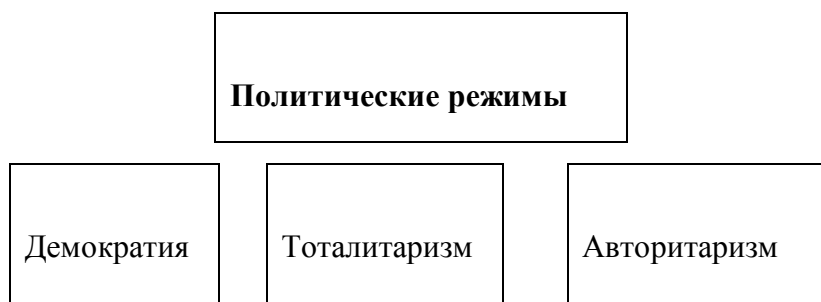 Политические режимы
Демократия
Тоталитаризм
Авторитаризм